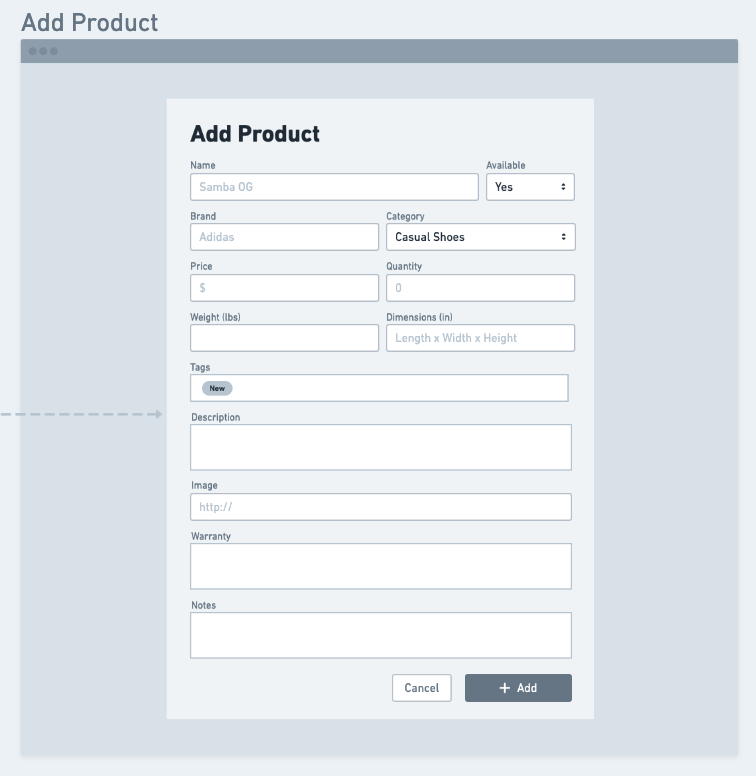 Add Product
Add Product
Name Available
Samba OG Yes
Brand Category
Adidas Casual Shoes
Price Quantity
$ 0
Weight (lbs) Dimensions (in)
Length x Width x Height
Tags
New
Description
Image
http://
Warranty
Notes
Cancel + Add